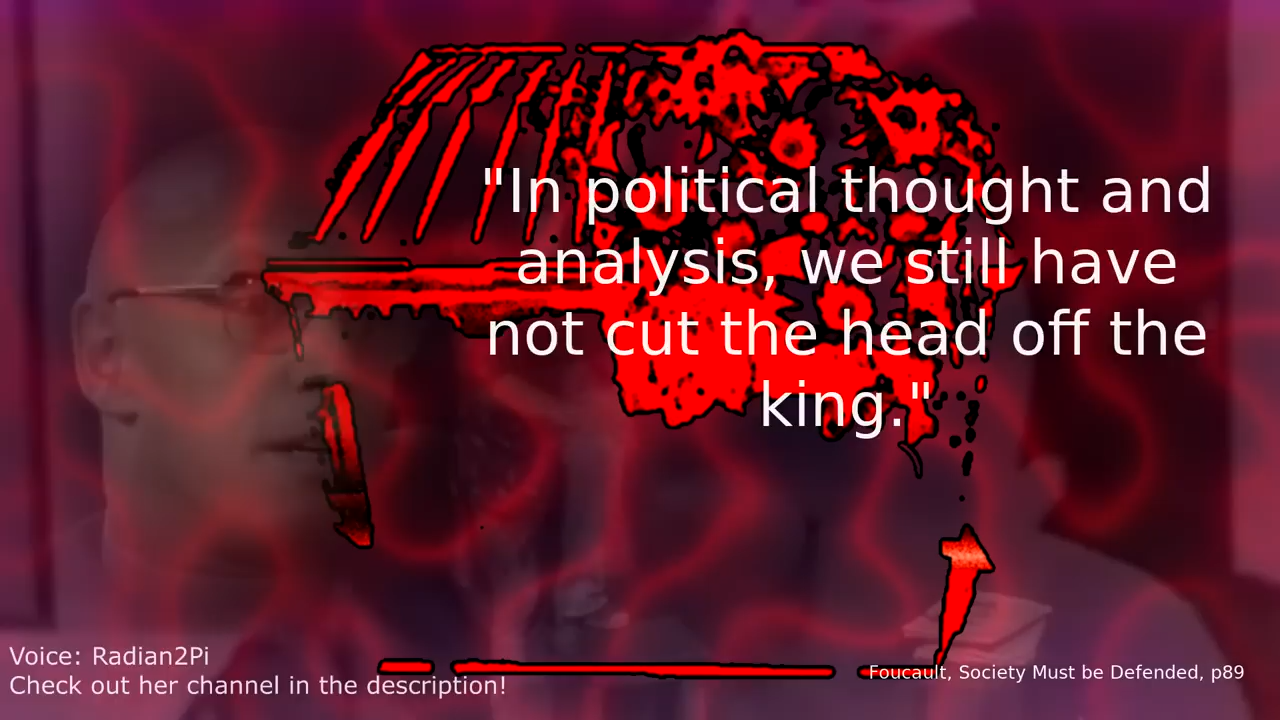 "In political thought and
analysis, we still have
not cut the head off the
king."
Voice: Radian2Pi
Check out her channel in the description!
Foucault, Society Must be Defended, p89